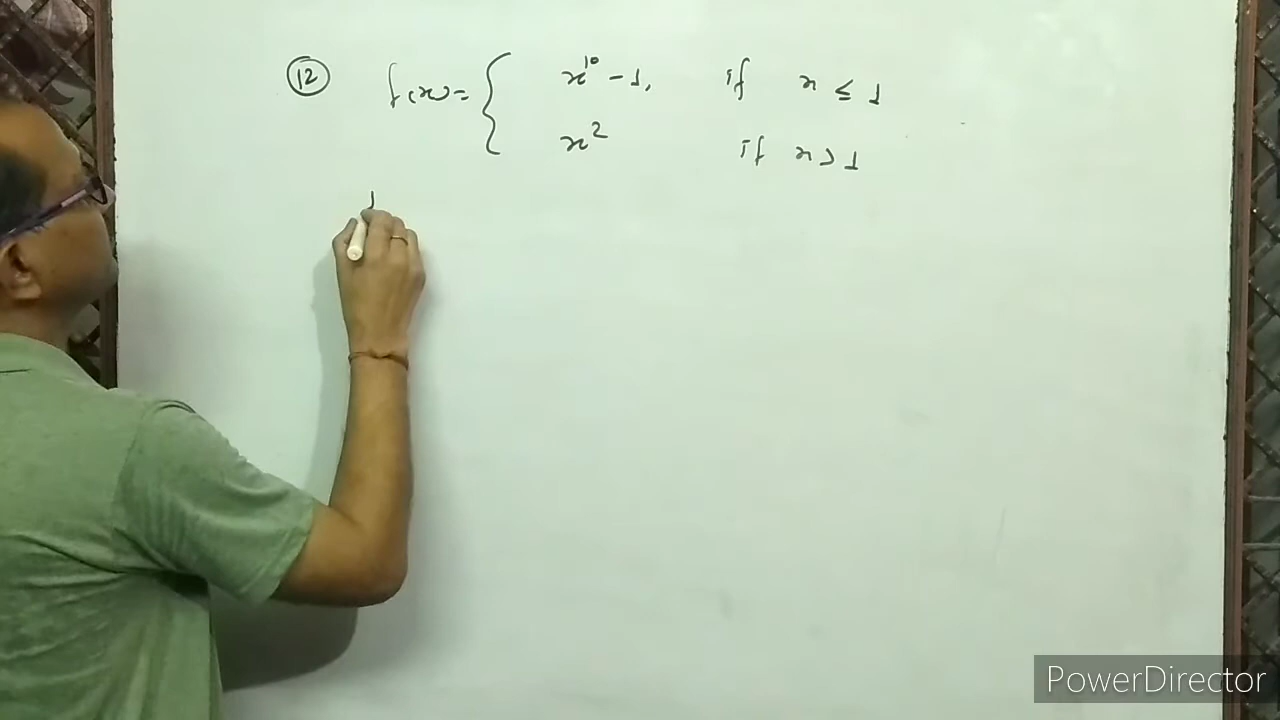 ⑫ f(x) = { x¹⁰ - 1, if x ≤ 1
x² if x > 1
PowerDirector